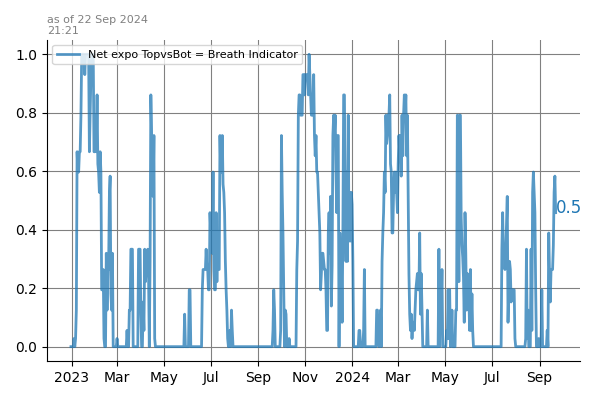 as of 22 Sep 2024
21:21
Net expo TopvsBot = Breath Indicator
1.0
0.8
0.6
0.4
0.2
0.0
0.5
2023 Mar May Jul Sep Nov 2024 Mar May Jul Sep